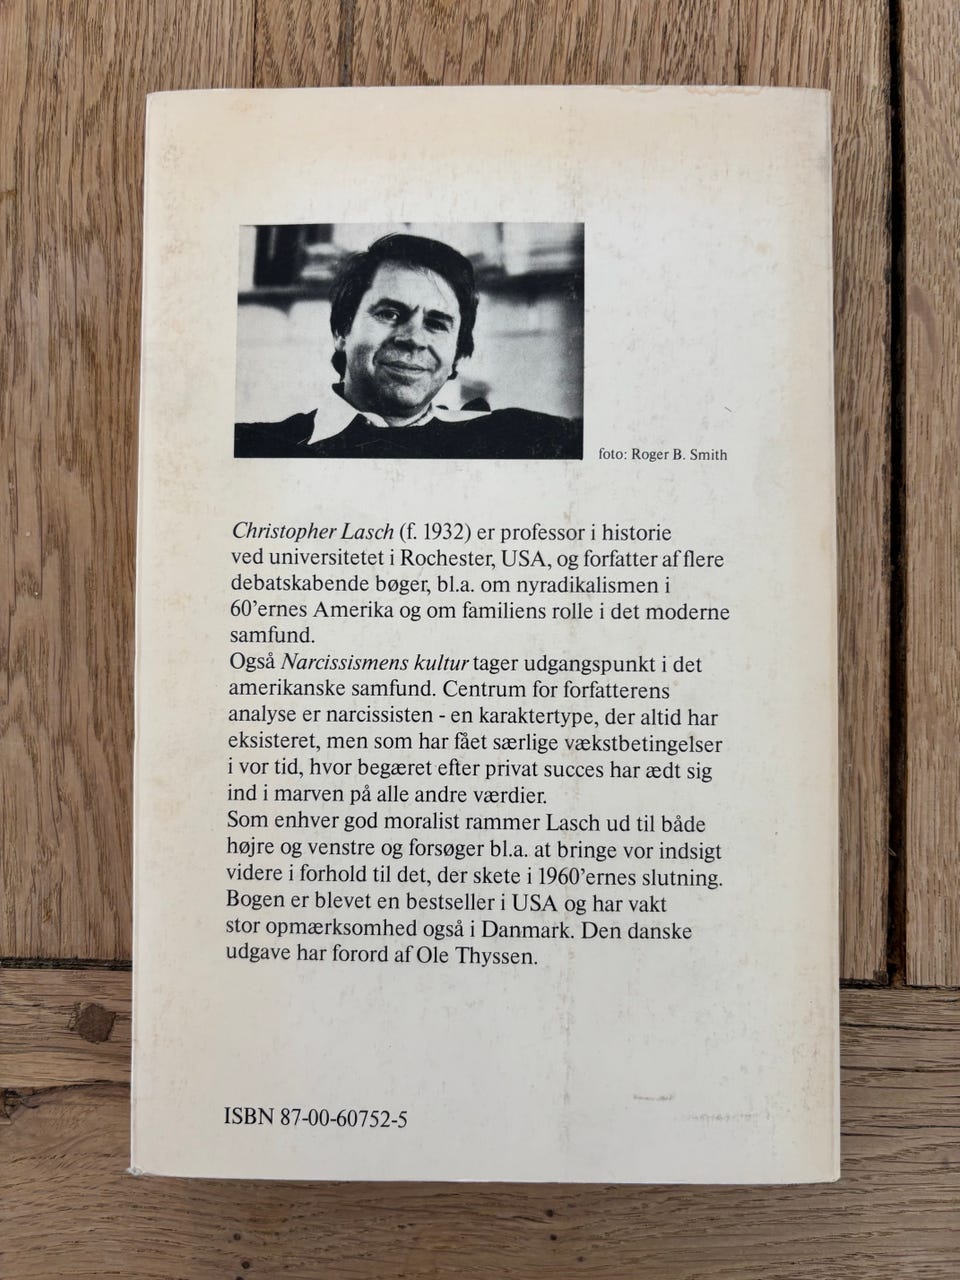 foto: Roger B. Smith
Christopher Lasch (f. 1932) er professor i historie
ved universitetet i Rochester, USA, og forfatter af flere
debatskabende bøger, bl.a. om nyradikalismen i
60’ernes Amerika og om familiens rolle i det moderne
samfund.
Også Narcissismens kultur tager udgangspunkt i det
amerikanske samfund. Centrum for forfatterens
analyse er narcissisten - en karaktertype, der altid har
eksisteret, men som har fået særlige vækstbetingelser
i vor tid, hvor begæret efter privat succes har ædt sig
ind i marven på alle andre værdier.
Som enhver god moralist rammer Lasch ud til både
højre og venstre og forsøger bl.a. at bringe vor indsigt
videre i forhold til det, der skete i 1960’ernes slutning.
Bogen er blevet en bestseller i USA og har vakt
stor opmærksomhed også i Danmark. Den danske
udgave har forord af Ole Thyssen.
ISBN 87-00-60752-5